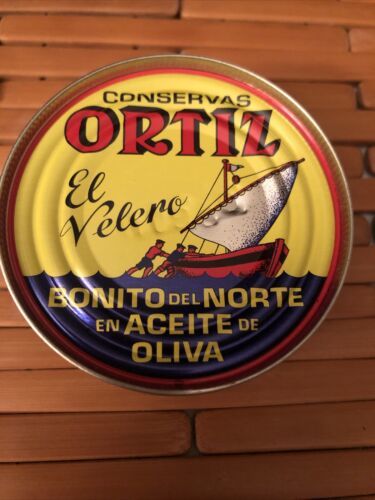 CONSERVAS
ORTIZ
El
Velero
BONITO DEL NORTE
EN ACEITE DE
OLIVA